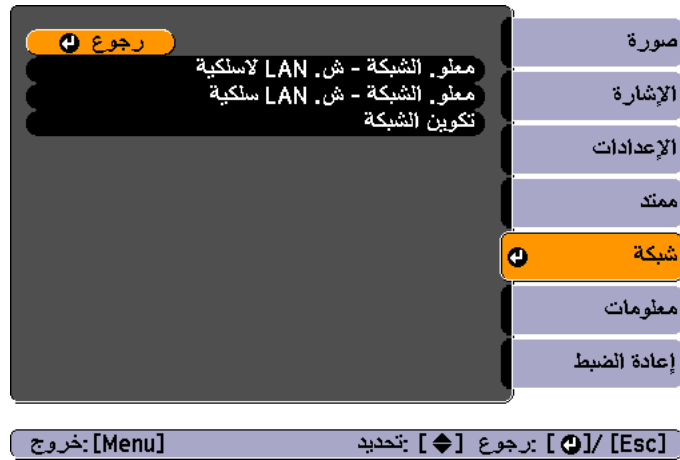 صورة
الإشارة
الإعدادات
ممتد
شبكة
معلومات
إعادة الضبط
رجوع
معلو. الشبكة - ش. LAN لاسلكية
معلو. الشبكة - ش. LAN سلكية
تكوين الشبكة
[Esc] /[ ] :رجوع [ ] :تحديد [Menu] :خروج